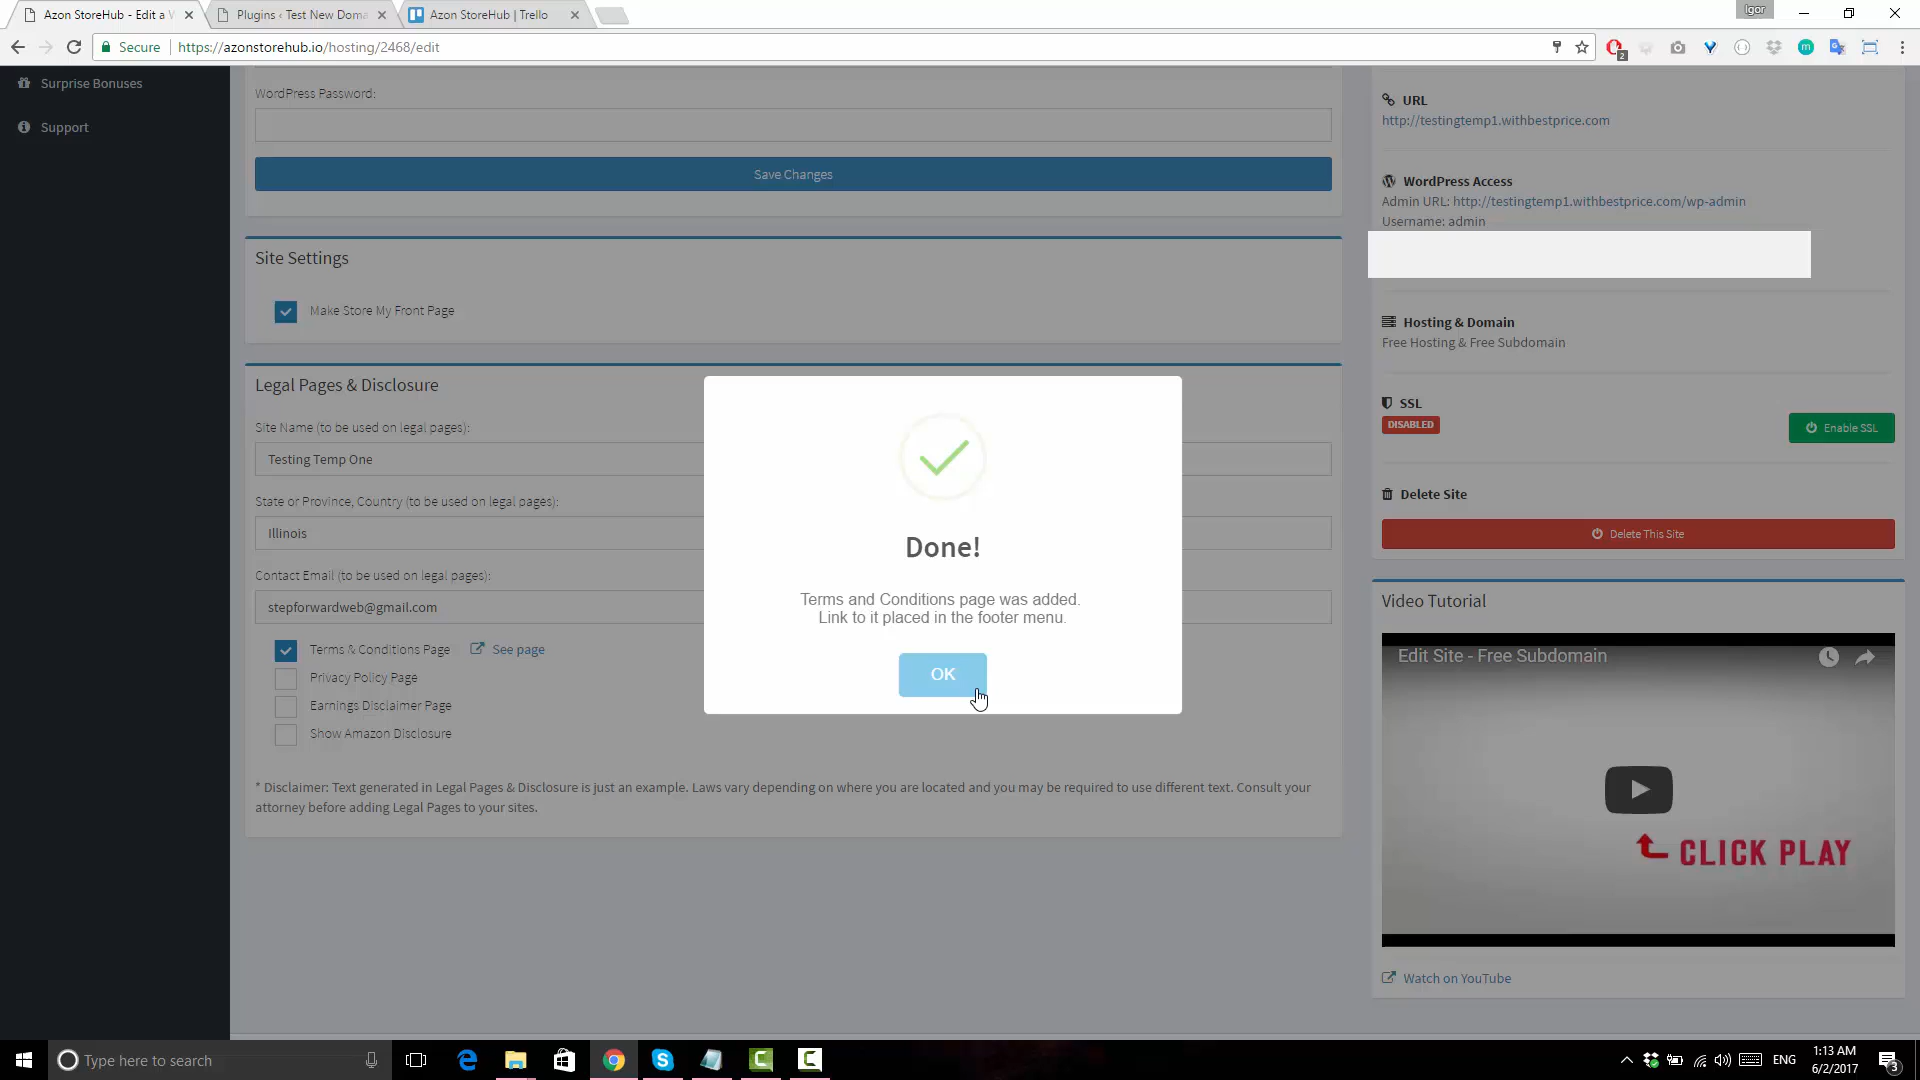 Azon StoreHub - Edit a W
Plugins ‹ Test New Doma
Azon StoreHub | Trello
Igor
Secure
https://azonstorehub.io/hosting/2468/edit
2
m
Surprise Bonuses
Support
WordPress Password:
Save Changes
Site Settings
Make Store My Front Page
Legal Pages & Disclosure
Site Name (to be used on legal pages):
Testing Temp One
State or Province, Country (to be used on legal pages):
Illinois
Contact Email (to be used on legal pages):
stepforwardweb@gmail.com
Terms & Conditions Page
See page
Privacy Policy Page
Earnings Disclaimer Page
Show Amazon Disclosure
* Disclaimer: Text generated in Legal Pages & Disclosure is just an example. Laws vary depending on where you are located and you may be required to use different text. Consult your
attorney before adding Legal Pages to your sites.
Done!
Terms and Conditions page was added.
Link to it placed in the footer menu.
OK
URL
http://testingtemp1.withbestprice.com
WordPress Access
Admin URL: http://testingtemp1.withbestprice.com/wp-admin
Username: admin
Hosting & Domain
Free Hosting & Free Subdomain
SSL
DISABLED
Enable SSL
Delete Site
Delete This Site
Video Tutorial
Edit Site - Free Subdomain
CLICK PLAY
Watch on YouTube
Type here to search
ENG
1:13 AM
6/2/2017
3